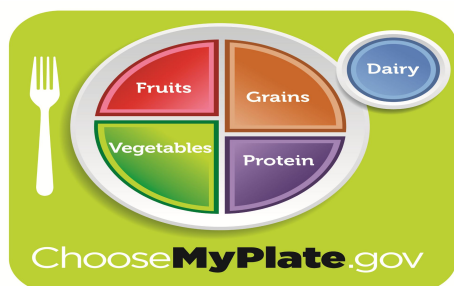 Dairy
Fruits
Grains
Vegetables
Protein
ChooseMyPlate.gov